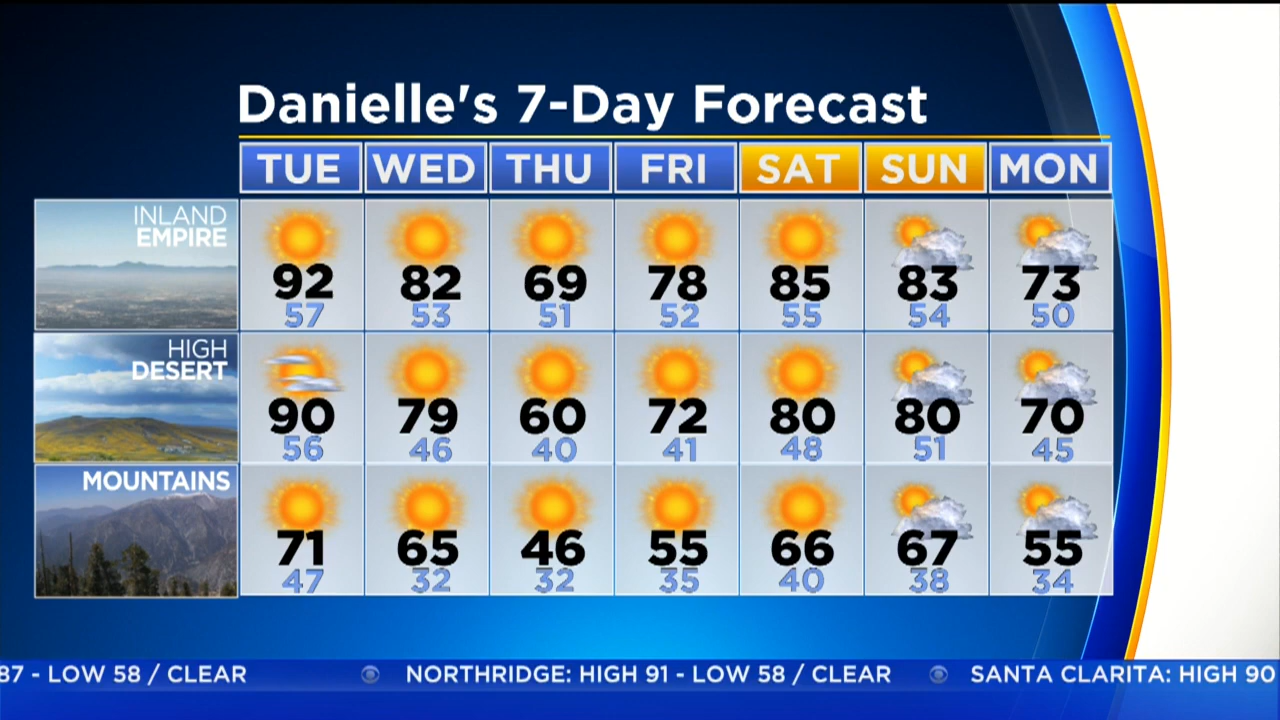 Danielle's 7-Day Forecast
TUE WED THU FRI SAT SUN MON
INLAND
EMPIRE
92 82 69 78 85 83 73
57 53 51 52 55 54 50
HIGH
DESERT
90 79 60 72 80 80 70
56 46 40 41 48 51 45
MOUNTAINS
71 65 46 55 66 67 55
47 32 32 35 40 38 34
87 - LOW 58 / CLEAR NORTHRIDGE: HIGH 91 - LOW 58 / CLEAR SANTA CLARITA: HIGH 90